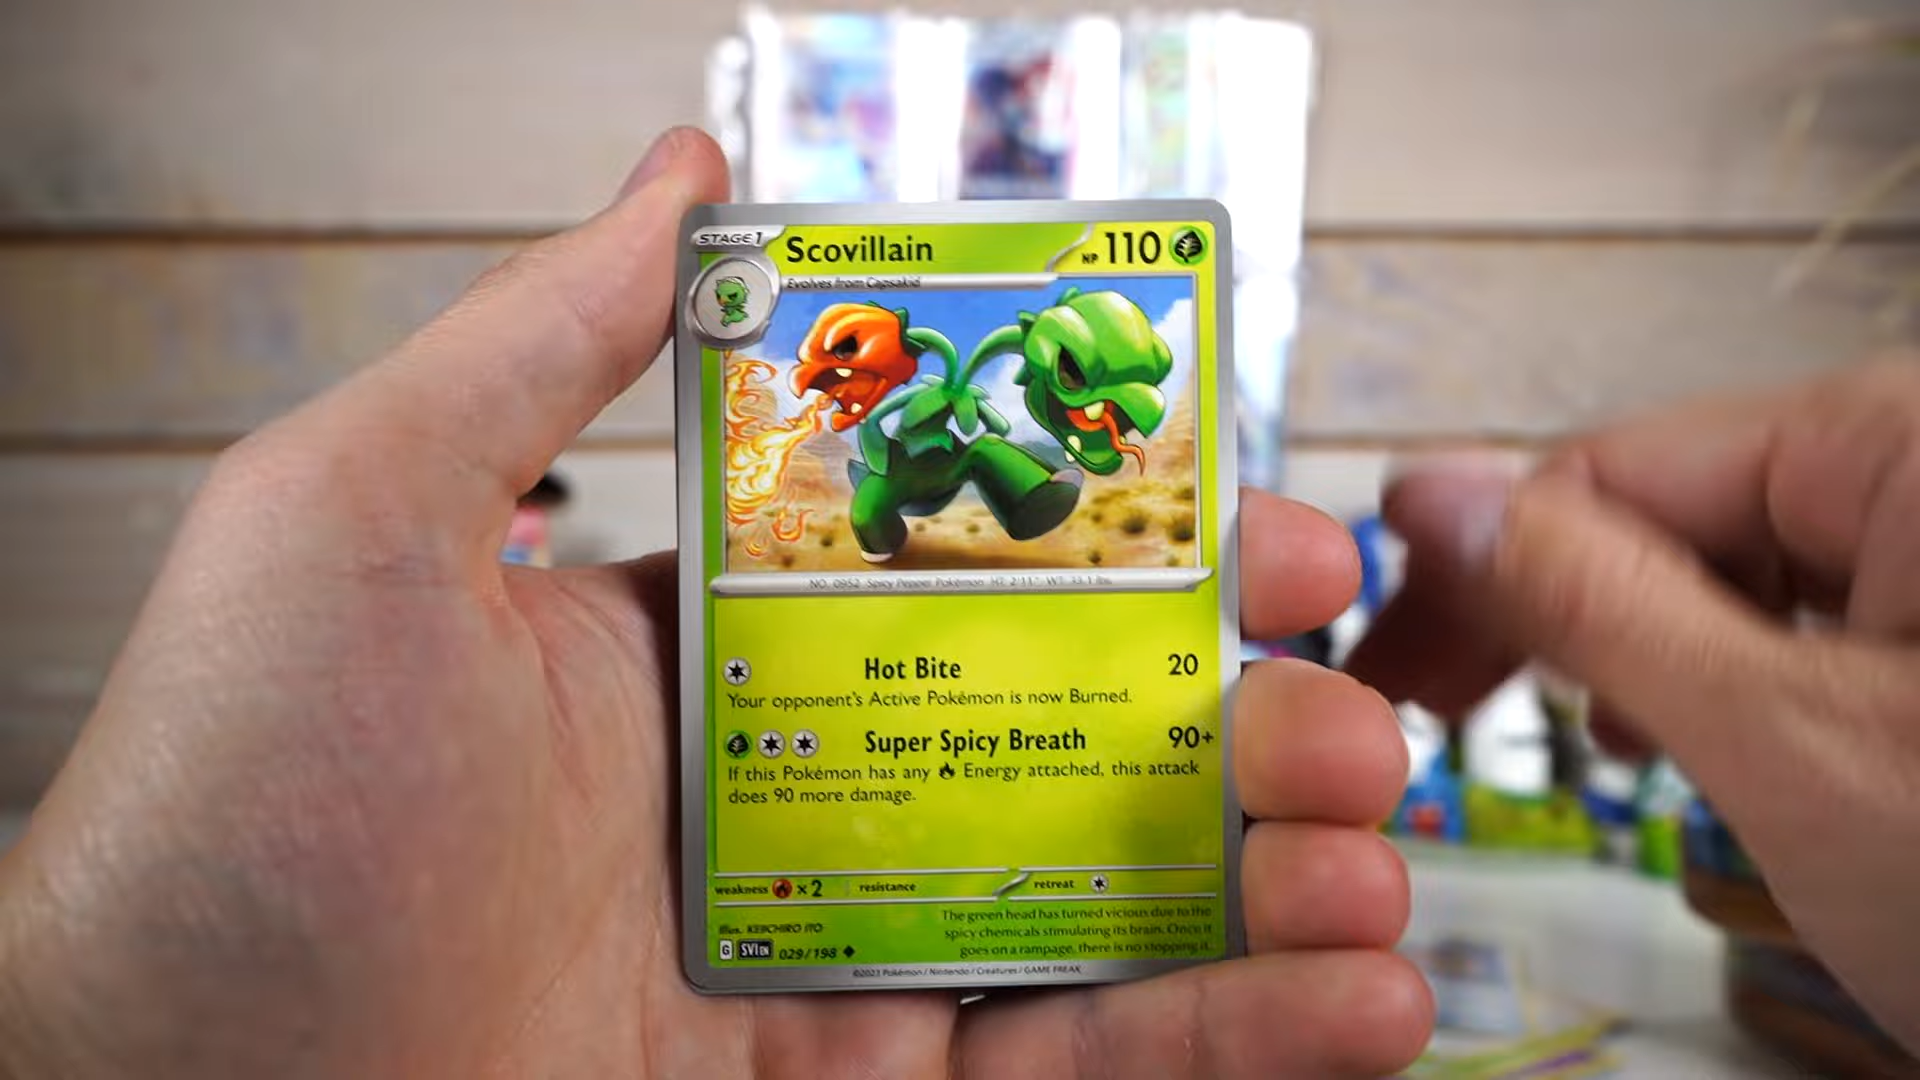 STAGE 1 Scovillain HP 110
Evolves from Capsakid
NO. 0952 Spicy Pepper Pokémon HT: 2'11" WT: 33.1 lbs.
Hot Bite 20
Your opponent's Active Pokémon is now Burned.
Super Spicy Breath 90+
If this Pokémon has any Energy attached, this attack
does 90 more damage.
weakness ×2 resistance retreat
Illus. KEIICHIRO ITO
The green head has turned vicious due to the
spicy chemicals stimulating its brain. Once it
goes on a rampage, there is no stopping it.
G SVI EN 029/198
©2023 Pokémon / Nintendo / Creatures / GAME FREAK